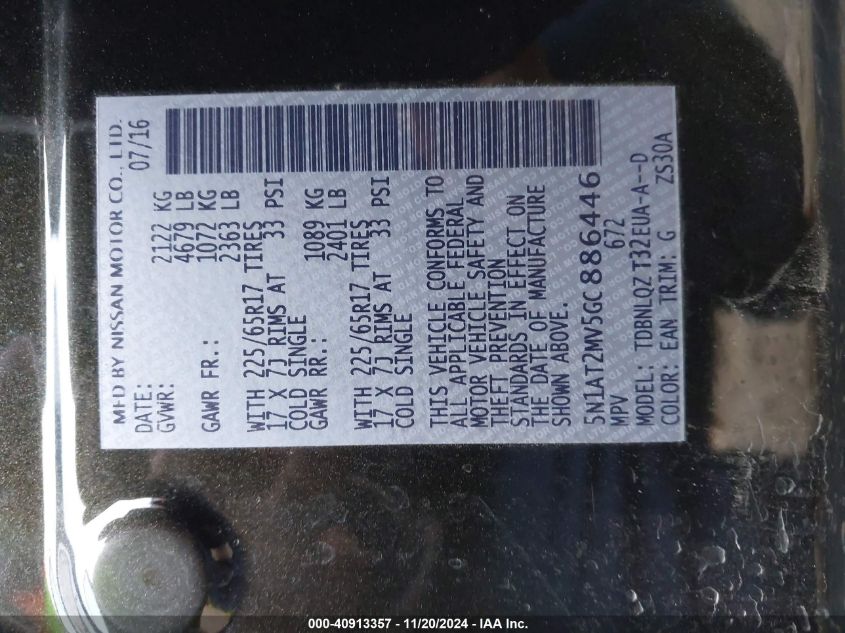 MFD BY NISSAN MOTOR CO., LTD.
DATE: 07/16
GVWR: 2122 KG
4679 LB
GAWR FR.: 1072 KG
2363 LB
WITH 225/65R17 TIRES
17 X 7J RIMS AT 33 PSI
COLD SINGLE
GAWR RR.: 1089 KG
2401 LB
WITH 225/65R17 TIRES
17 X 7J RIMS AT 33 PSI
COLD SINGLE
THIS VEHICLE CONFORMS TO
ALL APPLICABLE FEDERAL
MOTOR VEHICLE SAFETY AND
THEFT PREVENTION
STANDARDS IN EFFECT ON
THE DATE OF MANUFACTURE
SHOWN ABOVE.
5N1AT2MV5GC886446
MPV 672
MODEL: TDBNLQZ T32EUA-A--D
COLOR: EAN TRIM: G ZS30A
000-40913357 - 11/20/2024 - IAA Inc.